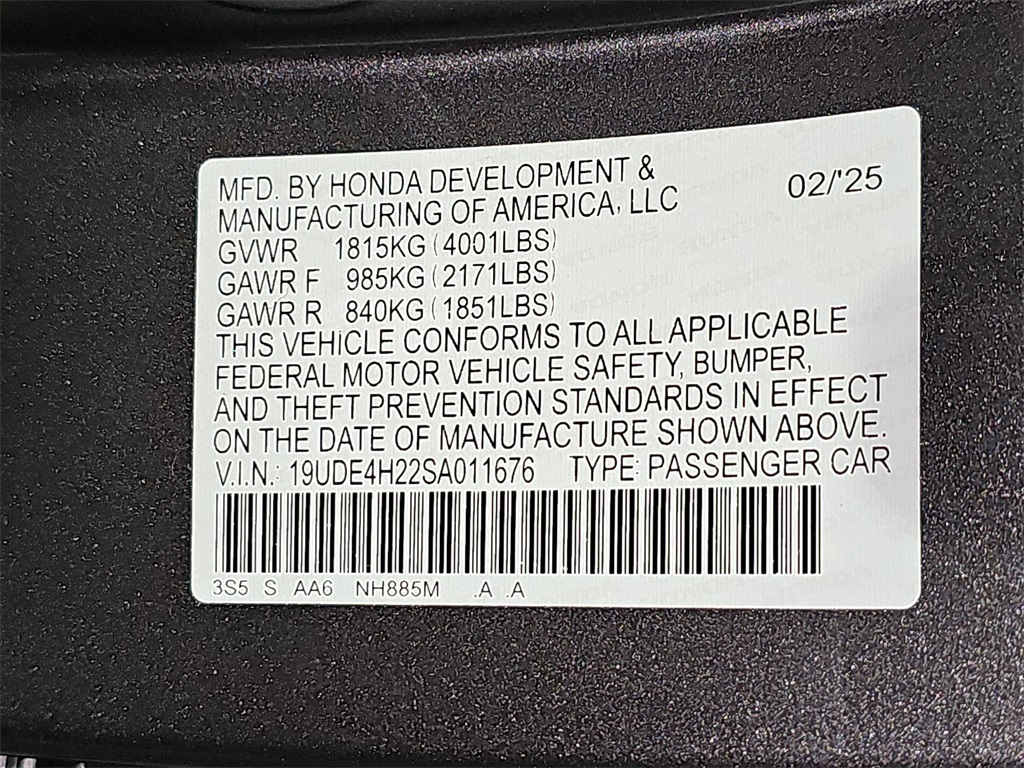 MFD. BY HONDA DEVELOPMENT &
MANUFACTURING OF AMERICA, LLC 02/'25
GVWR 1815KG (4001LBS)
GAWR F 985KG (2171LBS)
GAWR R 840KG (1851LBS)
THIS VEHICLE CONFORMS TO ALL APPLICABLE
FEDERAL MOTOR VEHICLE SAFETY, BUMPER,
AND THEFT PREVENTION STANDARDS IN EFFECT
ON THE DATE OF MANUFACTURE SHOWN ABOVE.
V.I.N.: 19UDE4H22SA011676 TYPE: PASSENGER CAR
3S5 S AA6 NH885M .A .A